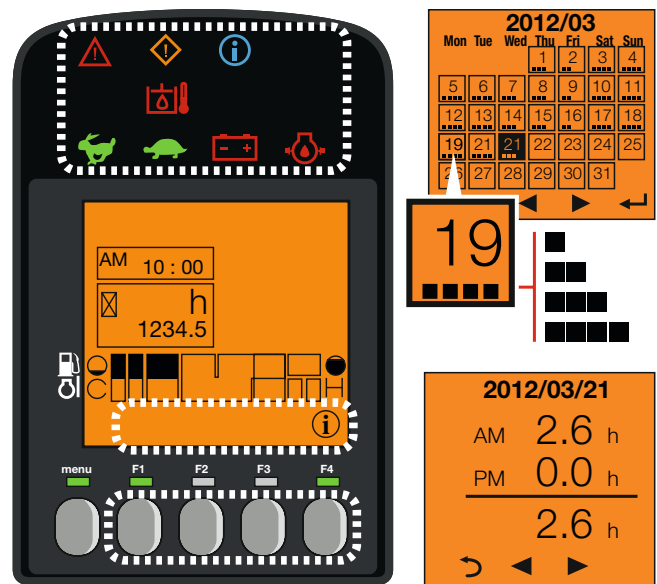 AM 10 : 00
h
1234.5
C H
i
menu F1 F2 F3 F4
2012/03
Mon Tue Wed Thu Fri Sat Sun
1 2 3 4
5 6 7 8 9 10 11
12 13 14 15 16 17 18
19 21 21 22 23 24 25
26 27 28 29 30 31
19
2012/03/21
AM 2.6 h
PM 0.0 h
2.6 h